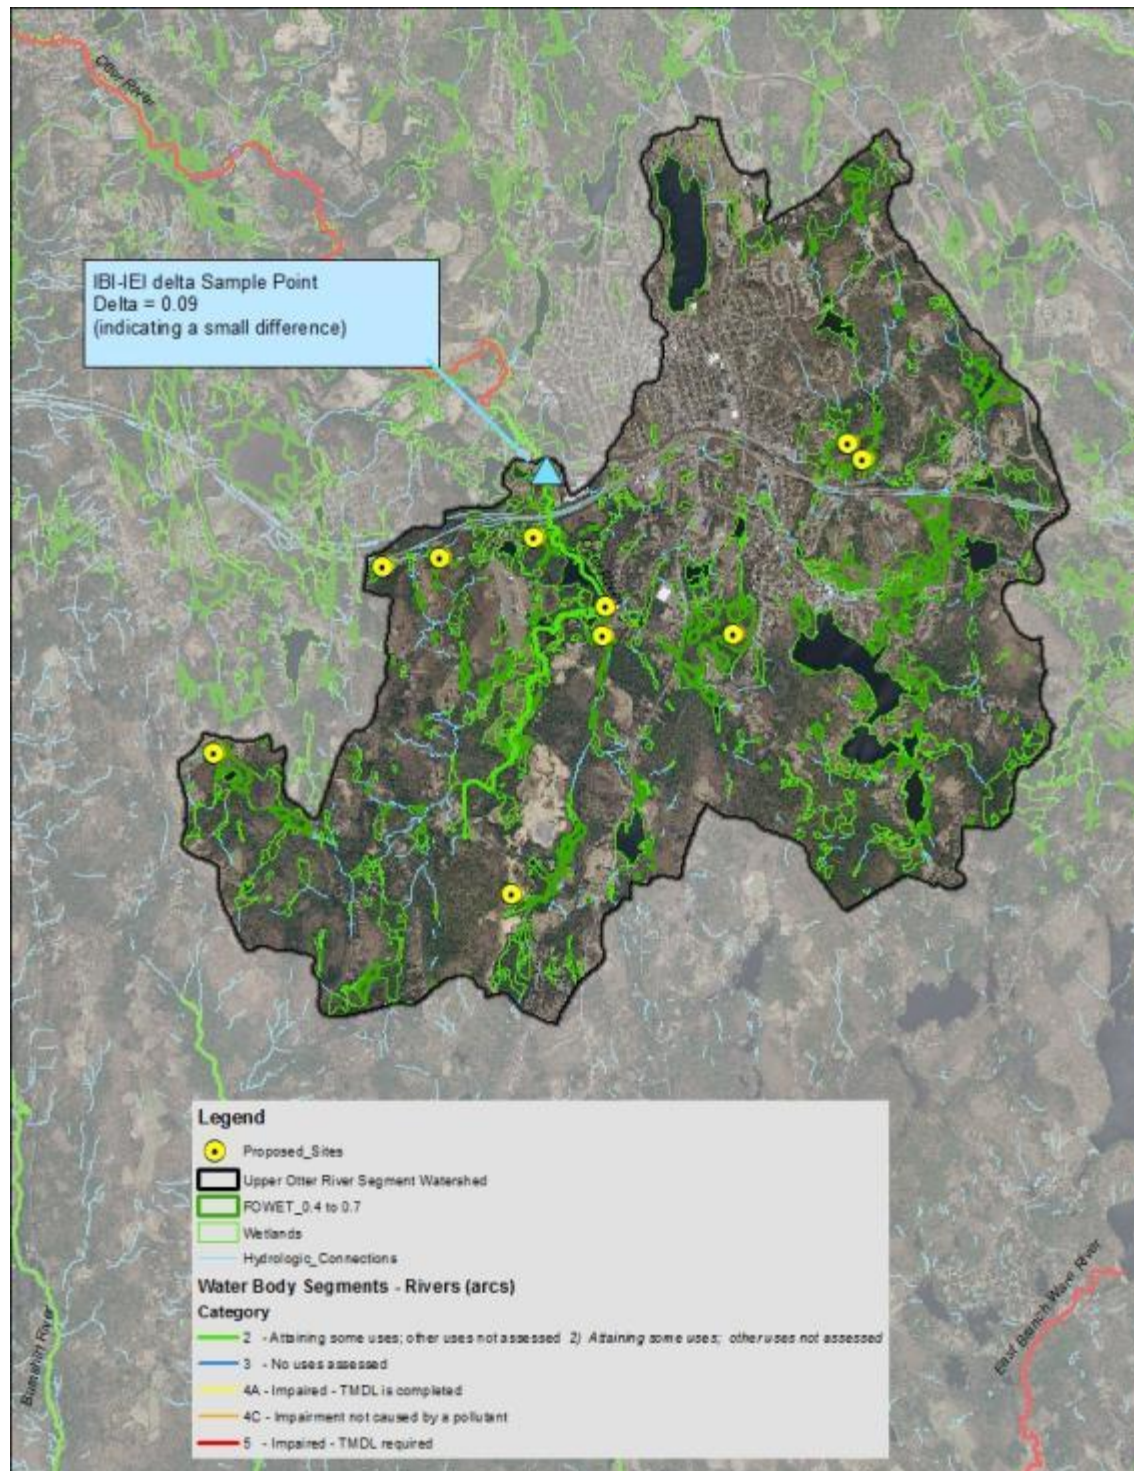 Otter River
IBI-IEI delta Sample Point
Delta = 0.09
(indicating a small difference)
Legend
Proposed_Sites
Upper Otter River Segment Watershed
FOWET_0.4 to 0.7
Wetlands
Hydrologic_Connections
Water Body Segments - Rivers (arcs)
Category
2 - Attaining some uses; other uses not assessed 2) Attaining some uses; other uses not assessed
3 - No uses assessed
4A - Impaired - TMDL is completed
4C - Impairment not caused by a pollutant
5 - Impaired - TMDL required
East Branch Ware River
River